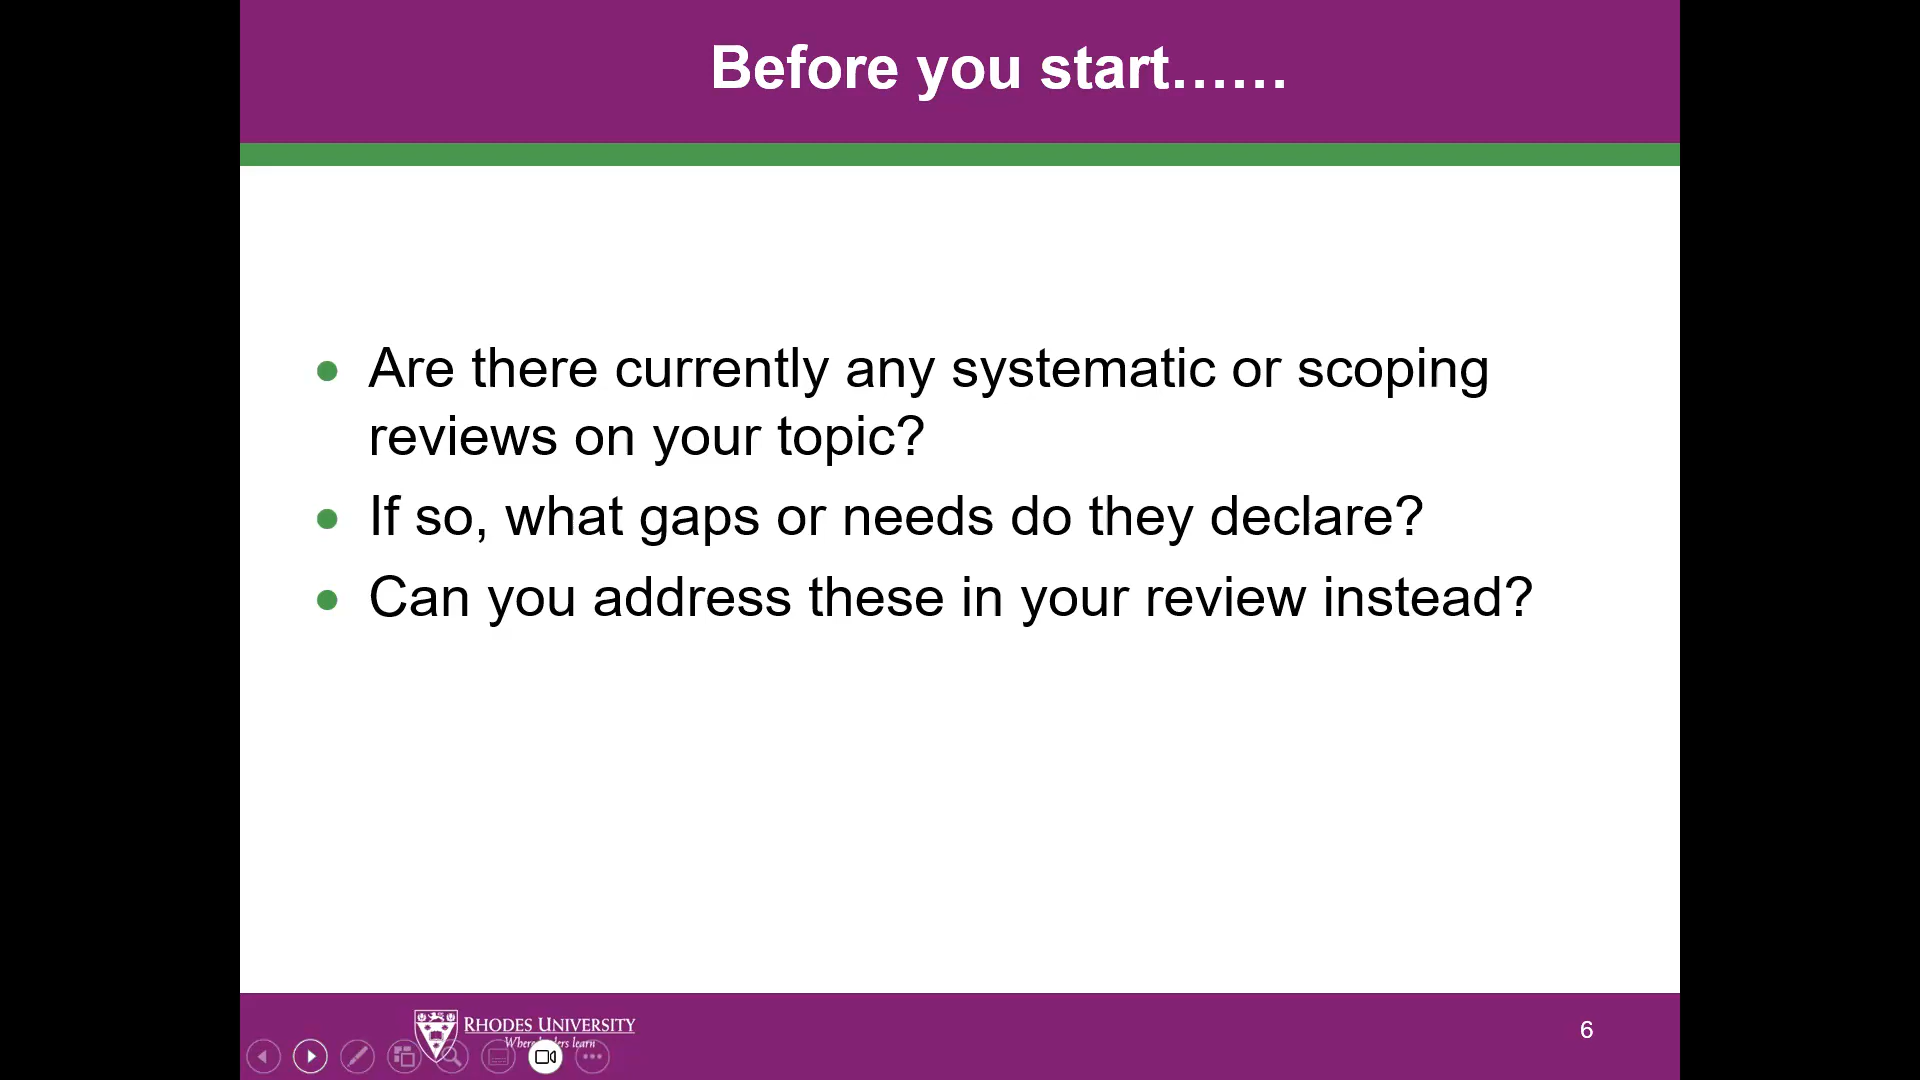 Before you start......
Are there currently any systematic or scoping
reviews on your topic?
If so, what gaps or needs do they declare?
Can you address these in your review instead?
RHODES UNIVERSITY
learn
6